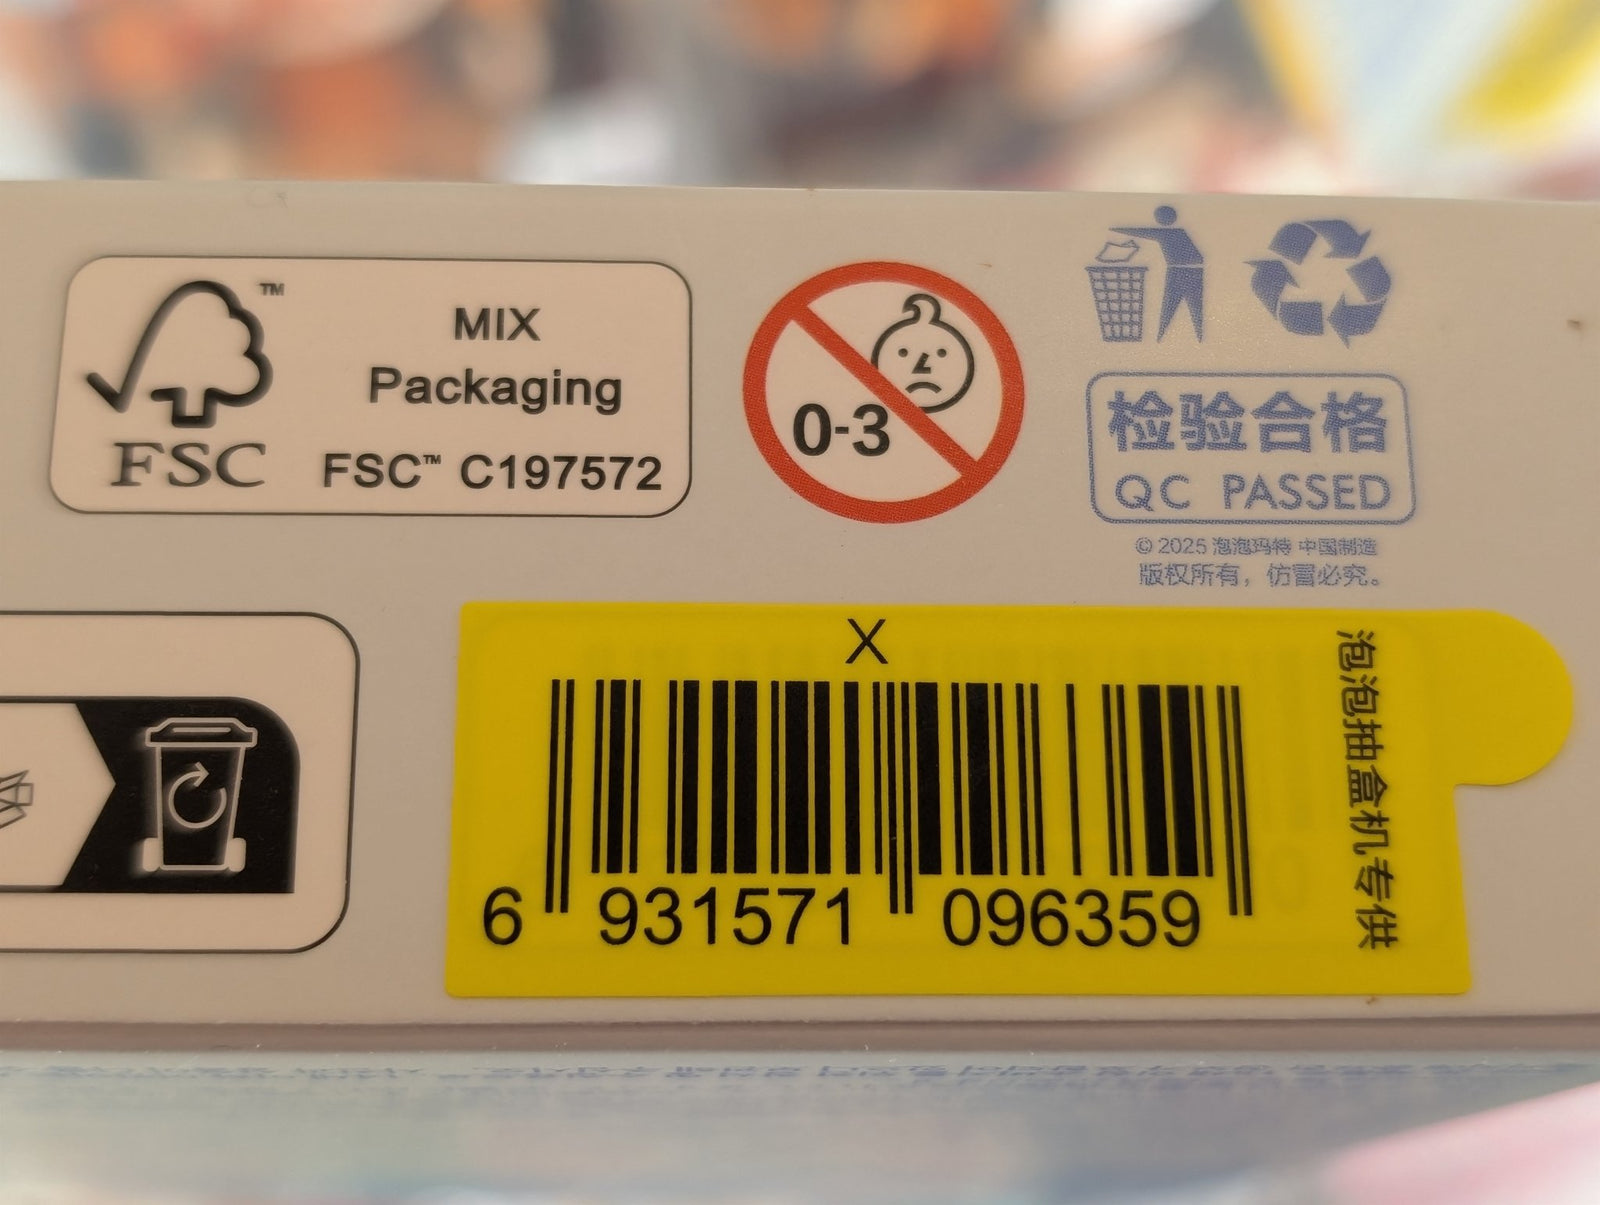 ™
MIX
Packaging
FSC
FSC™ C197572
0-3
检验合格
QC PASSED
© 2025 泡泡玛特 中国制造
版权所有，仿冒必究。
X
6 931571 096359
泡泡抽盒机专供